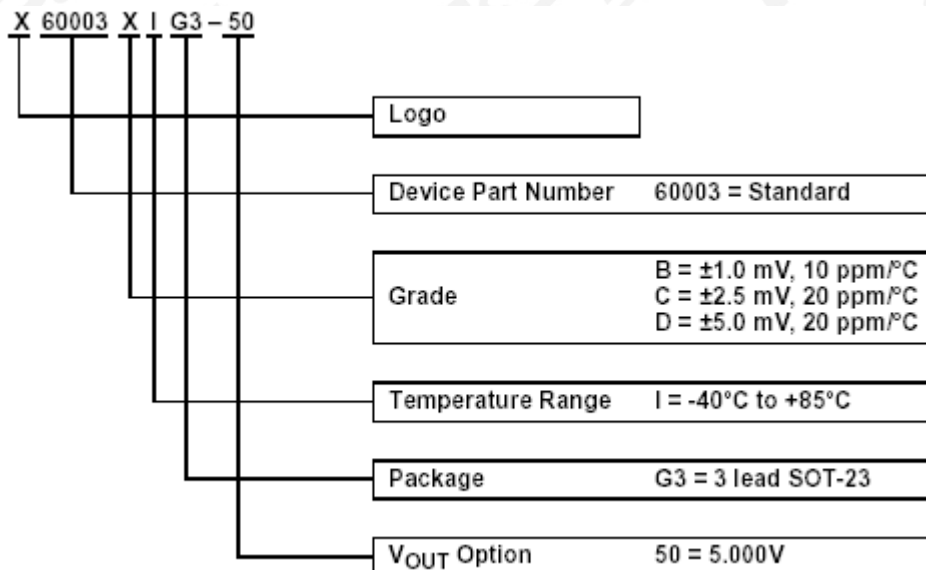 X 60003 X I G3 – 50
Logo
Device Part Number 60003 = Standard
Grade
B = ±1.0 mV, 10 ppm/°C
C = ±2.5 mV, 20 ppm/°C
D = ±5.0 mV, 20 ppm/°C
Temperature Range I = -40°C to +85°C
Package G3 = 3 lead SOT-23
VOUT Option 50 = 5.000V